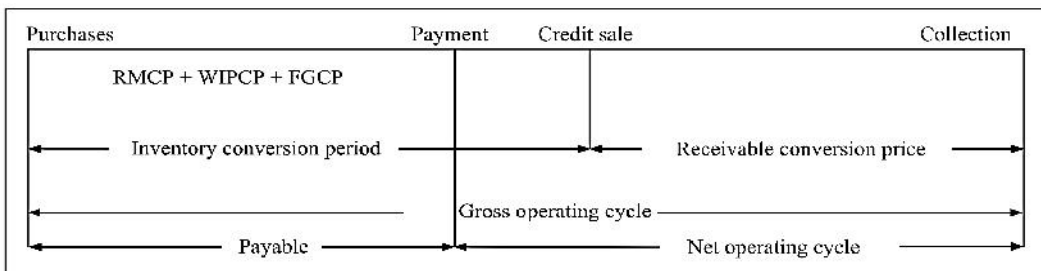 Purchases Payment Credit sale Collection
RMCP + WIPCP + FGCP
Inventory conversion period Receivable conversion price
Gross operating cycle
Payable Net operating cycle